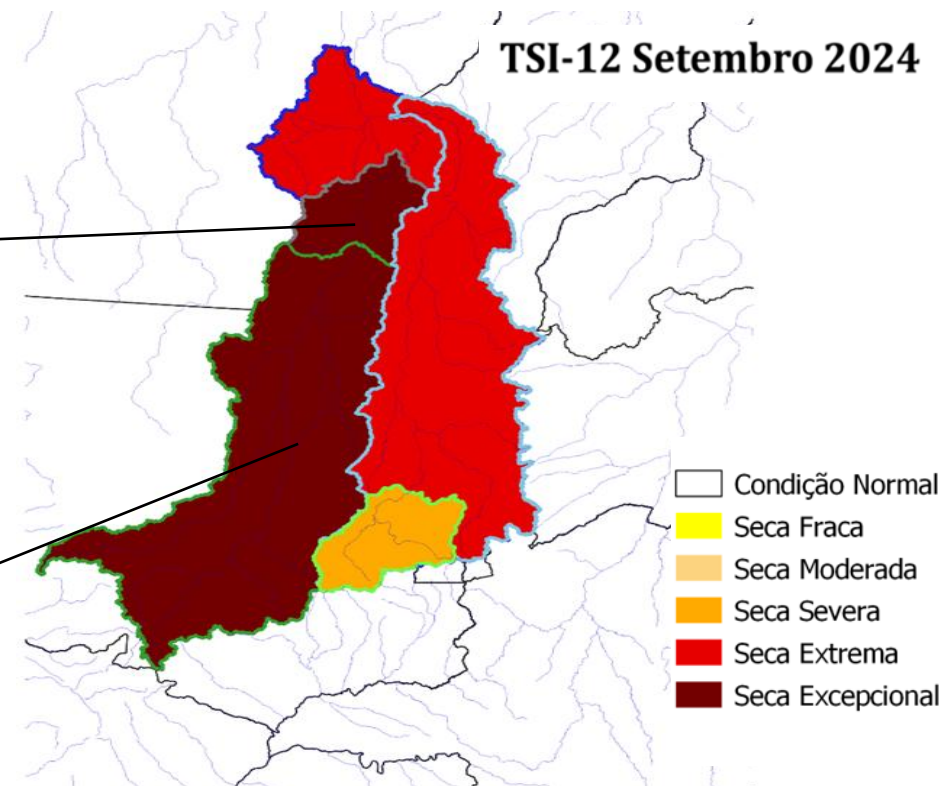 TSI-12 Setembro 2024
Condição Normal
Seca Fraca
Seca Moderada
Seca Severa
Seca Extrema
Seca Excepcional